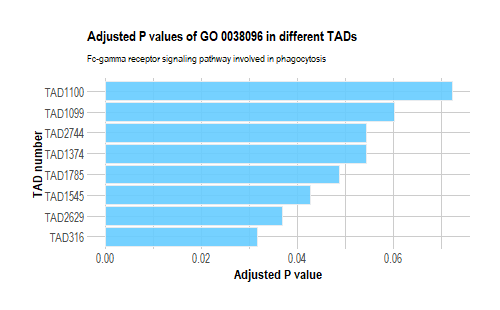 Adjusted P values of GO 0038096 in different TADs
Fc-gamma receptor signaling pathway involved in phagocytosis
TAD number
TAD1100
TAD1099
TAD2744
TAD1374
TAD1785
TAD1545
TAD2629
TAD316
0.00 0.02 0.04 0.06
Adjusted P value